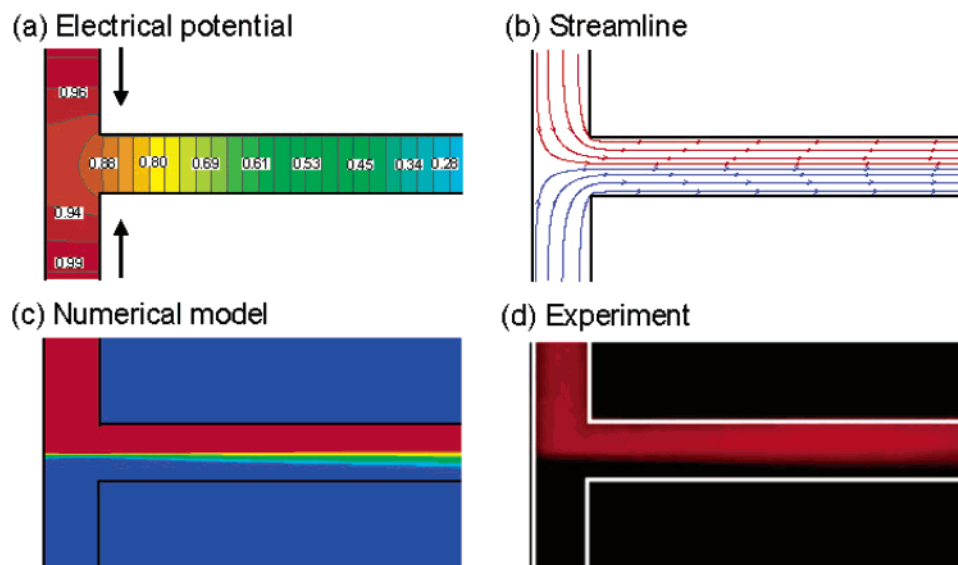 (a) Electrical potential
(b) Streamline
0.96
0.88 0.80 0.69 0.61 0.53 0.45 0.34 0.28
0.94
0.99
(c) Numerical model
(d) Experiment